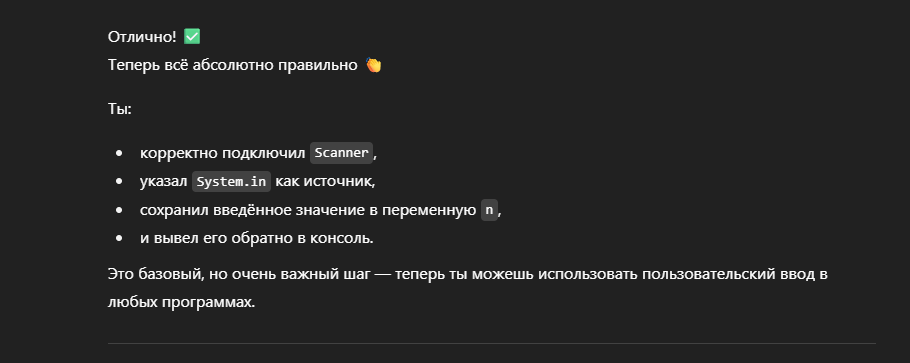 Отлично! ✅
Теперь всё абсолютно правильно 👏
Ты:
• корректно подключил Scanner,
• указал System.in как источник,
• сохранил введённое значение в переменную n,
• и вывел его обратно в консоль.
Это базовый, но очень важный шаг — теперь ты можешь использовать пользовательский ввод в
любых программах.